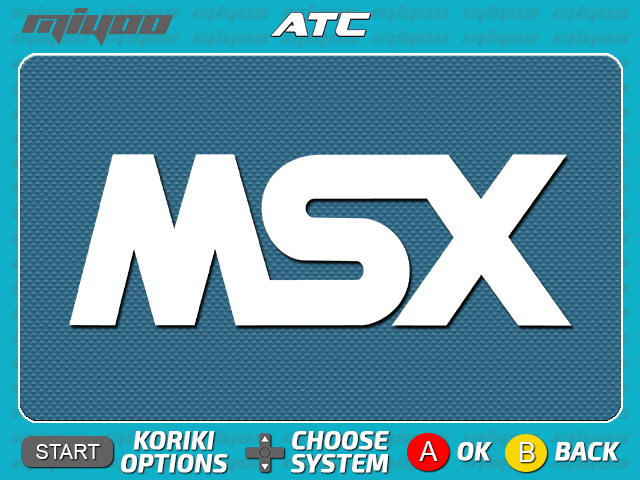 miyoo
ATC
MSX
START
KORIKI
OPTIONS
CHOOSE
SYSTEM
A
OK
B
BACK